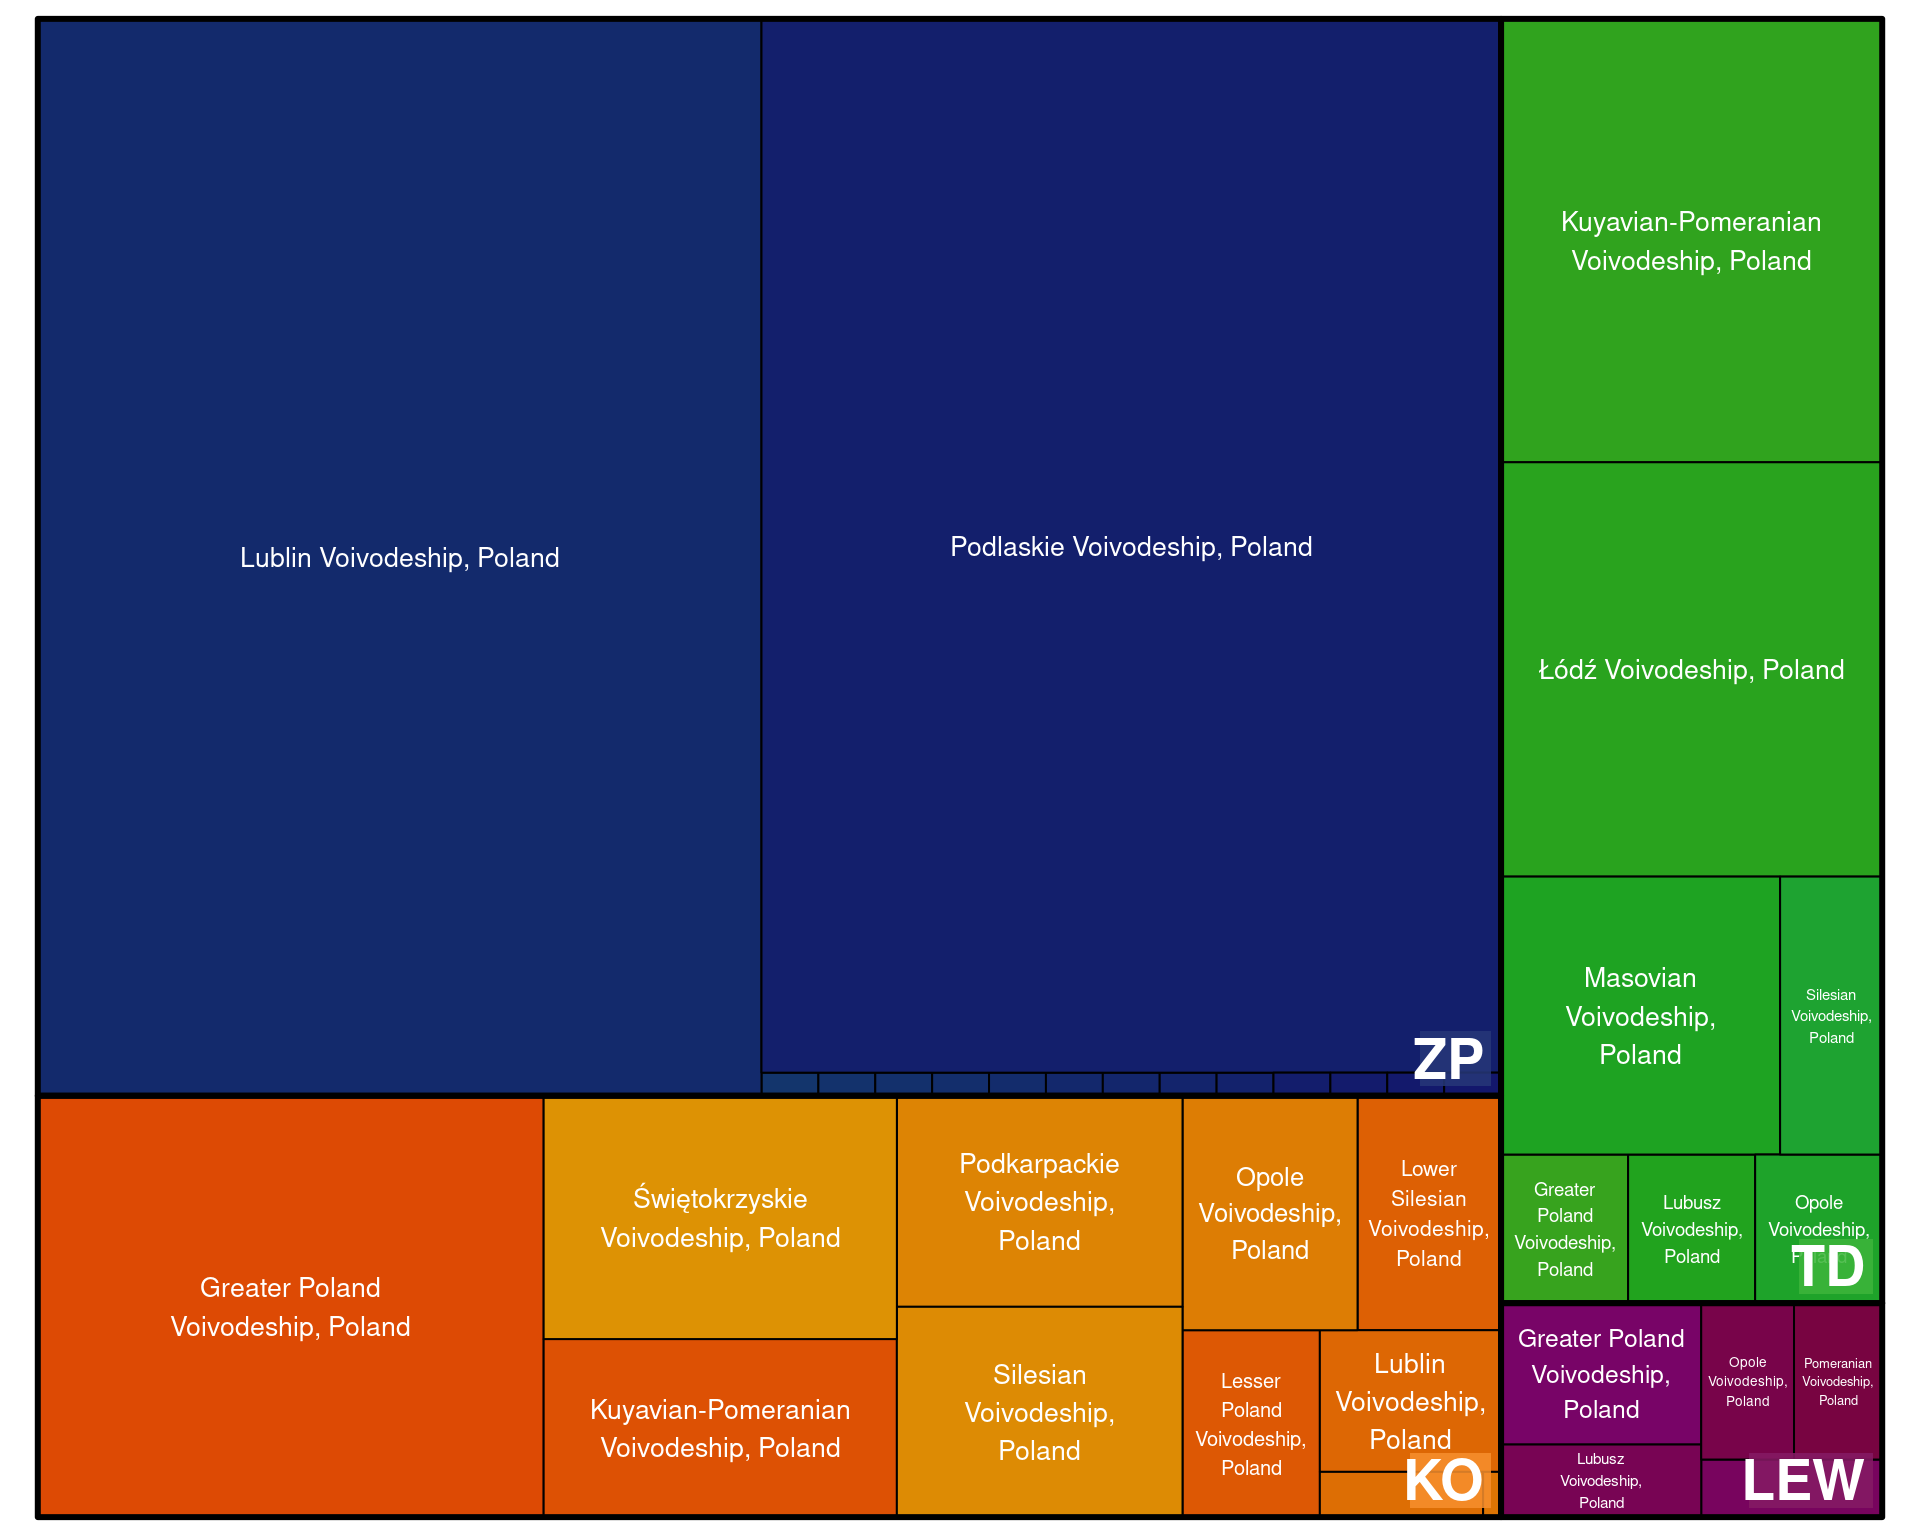 Lublin Voivodeship, Poland
Podlaskie Voivodeship, Poland
ZP
Kuyavian-Pomeranian
Voivodeship, Poland
Łódź Voivodeship, Poland
Masovian
Voivodeship,
Poland
Silesian
Voivodeship,
Poland
Greater
Poland
Voivodeship,
Poland
Lubusz
Voivodeship,
Poland
Opole
Voivodeship,
TD
Greater Poland
Voivodeship, Poland
Świętokrzyskie
Voivodeship, Poland
Kuyavian-Pomeranian
Voivodeship, Poland
Podkarpackie
Voivodeship,
Poland
Silesian
Voivodeship,
Poland
Opole
Voivodeship,
Poland
Lower
Silesian
Voivodeship,
Poland
Lesser
Poland
Voivodeship,
Poland
Lublin
Voivodeship,
Poland
KO
Greater Poland
Voivodeship,
Poland
Lubusz
Voivodeship,
Poland
Opole
Voivodeship,
Poland
Pomeranian
Voivodeship,
Poland
LEW